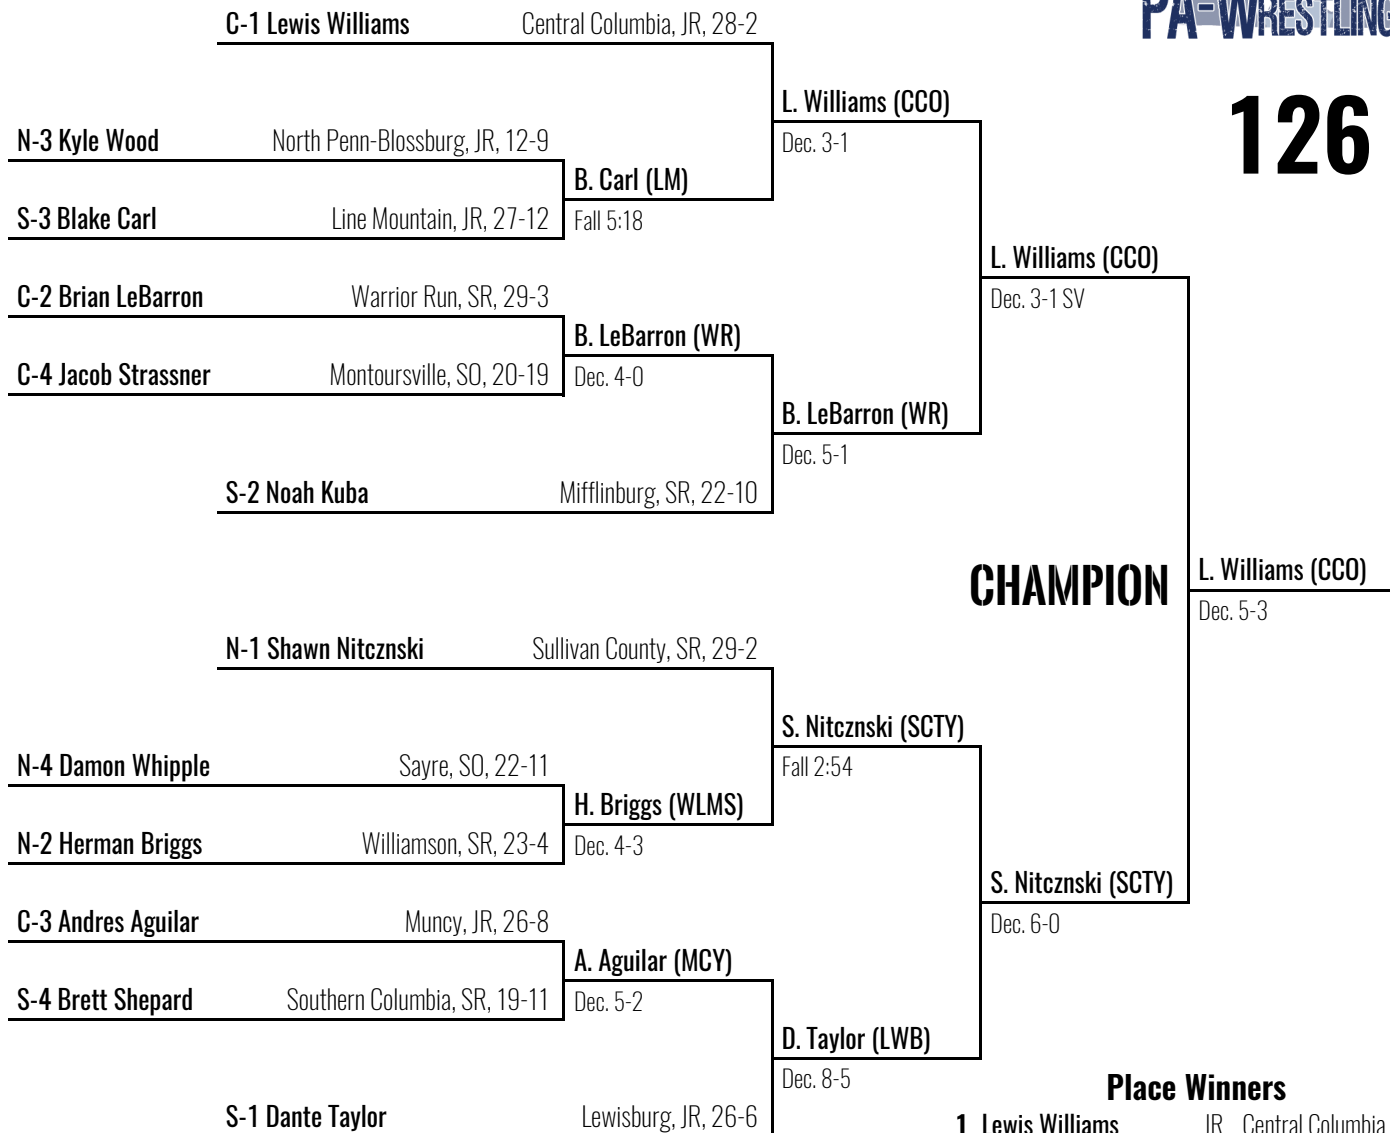 PA-WRESTLING
126
C-1 Lewis Williams Central Columbia, JR, 28-2
L. Williams (CCO)
Dec. 3-1
N-3 Kyle Wood North Penn-Blossburg, JR, 12-9
B. Carl (LM)
Fall 5:18
S-3 Blake Carl Line Mountain, JR, 27-12
L. Williams (CCO)
Dec. 3-1 SV
C-2 Brian LeBarron Warrior Run, SR, 29-3
B. LeBarron (WR)
Dec. 4-0
C-4 Jacob Strassner Montoursville, SO, 20-19
B. LeBarron (WR)
Dec. 5-1
S-2 Noah Kuba Mifflinburg, SR, 22-10
CHAMPION
L. Williams (CCO)
Dec. 5-3
N-1 Shawn Nitcznski Sullivan County, SR, 29-2
S. Nitcznski (SCTY)
Fall 2:54
N-4 Damon Whipple Sayre, SO, 22-11
H. Briggs (WLMS)
Dec. 4-3
N-2 Herman Briggs Williamson, SR, 23-4
S. Nitcznski (SCTY)
Dec. 6-0
C-3 Andres Aguilar Muncy, JR, 26-8
A. Aguilar (MCY)
Dec. 5-2
S-4 Brett Shepard Southern Columbia, SR, 19-11
D. Taylor (LWB)
Dec. 8-5
S-1 Dante Taylor Lewisburg, JR, 26-6
Place Winners
1 Lewis Williams JR Central Columbia